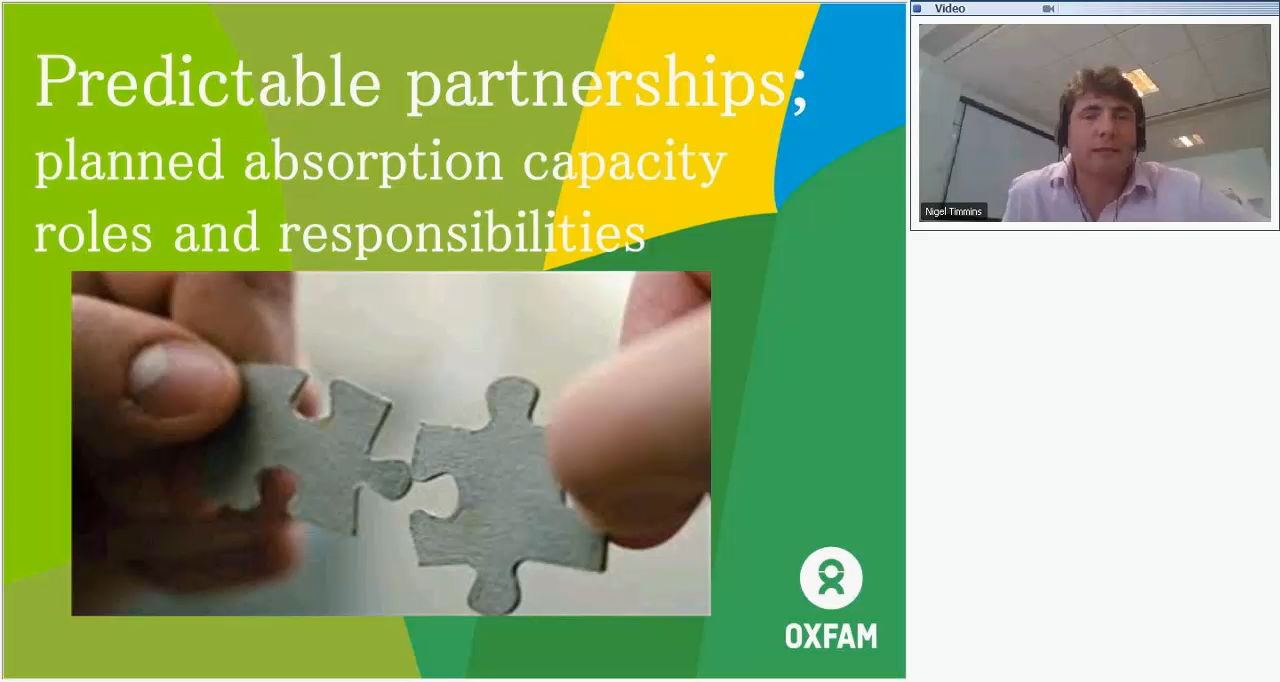 Predictable partnerships;
planned absorption capacity
roles and responsibilities
OXFAM
Video
Nigel Timmins